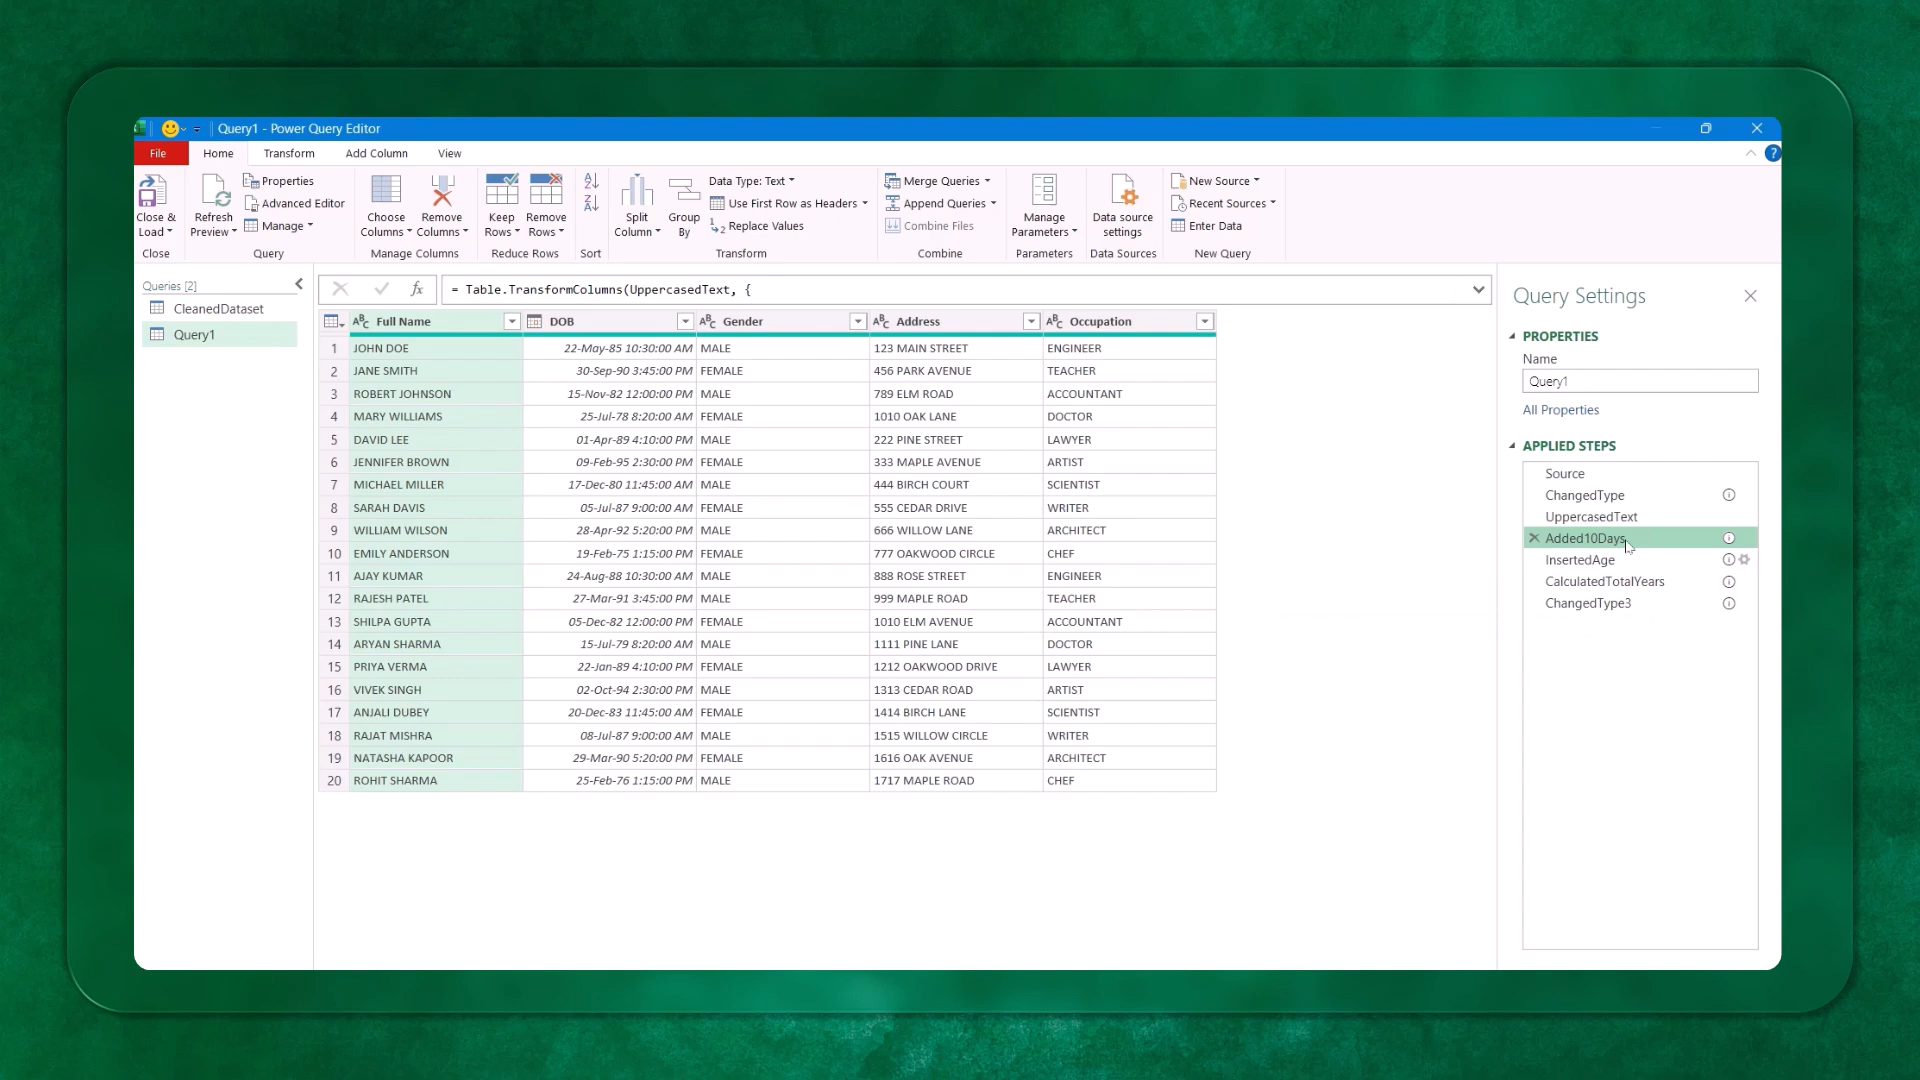 Query1 - Power Query Editor
File Home Transform Add Column View
Close & Load
Refresh Preview
Properties
Advanced Editor
Manage
Choose Columns
Remove Columns
Keep Rows
Remove Rows
Split Column
Group By
Data Type: Text
Use First Row as Headers
Replace Values
Merge Queries
Append Queries
Combine Files
Manage Parameters
Data source settings
New Source
Recent Sources
Enter Data
Close Query Manage Columns Reduce Rows Sort Transform Combine Parameters Data Sources New Query
Queries [2]
CleanedDataset
Query1
fx = Table.TransformColumns(UppercasedText, {
Full Name DOB Gender Address Occupation
1 JOHN DOE 22-May-85 10:30:00 AM MALE 123 MAIN STREET ENGINEER
2 JANE SMITH 30-Sep-90 3:45:00 PM FEMALE 456 PARK AVENUE TEACHER
3 ROBERT JOHNSON 15-Nov-82 12:00:00 PM MALE 789 ELM ROAD ACCOUNTANT
4 MARY WILLIAMS 25-Jul-78 8:20:00 AM FEMALE 1010 OAK LANE DOCTOR
5 DAVID LEE 01-Apr-89 4:10:00 PM MALE 222 PINE STREET LAWYER
6 JENNIFER BROWN 09-Feb-95 2:30:00 PM FEMALE 333 MAPLE AVENUE ARTIST
7 MICHAEL MILLER 17-Dec-80 11:45:00 AM MALE 444 BIRCH COURT SCIENTIST
8 SARAH DAVIS 05-Jul-87 9:00:00 AM FEMALE 555 CEDAR DRIVE WRITER
9 WILLIAM WILSON 28-Apr-92 5:20:00 PM MALE 666 WILLOW LANE ARCHITECT
10 EMILY ANDERSON 19-Feb-75 1:15:00 PM FEMALE 777 OAKWOOD CIRCLE CHEF
11 AJAY KUMAR 24-Aug-88 10:30:00 AM MALE 888 ROSE STREET ENGINEER
12 RAJESH PATEL 27-Mar-91 3:45:00 PM MALE 999 MAPLE ROAD TEACHER
13 SHILPA GUPTA 05-Dec-82 12:00:00 PM FEMALE 1010 ELM AVENUE ACCOUNTANT
14 ARYAN SHARMA 15-Jul-79 8:20:00 AM MALE 1111 PINE LANE DOCTOR
15 PRIYA VERMA 22-Jan-89 4:10:00 PM FEMALE 1212 OAKWOOD DRIVE LAWYER
16 VIVEK SINGH 02-Oct-94 2:30:00 PM MALE 1313 CEDAR ROAD ARTIST
17 ANJALI DUBEY 20-Dec-83 11:45:00 AM FEMALE 1414 BIRCH LANE SCIENTIST
18 RAJAT MISHRA 08-Jul-87 9:00:00 AM MALE 1515 WILLOW CIRCLE WRITER
19 NATASHA KAPOOR 29-Mar-90 5:20:00 PM FEMALE 1616 OAK AVENUE ARCHITECT
20 ROHIT SHARMA 25-Feb-76 1:15:00 PM MALE 1717 MAPLE ROAD CHEF
Query Settings
PROPERTIES
Name
Query1
All Properties
APPLIED STEPS
Source
ChangedType
UppercasedText
Added10Days
InsertedAge
CalculatedTotalYears
ChangedType3